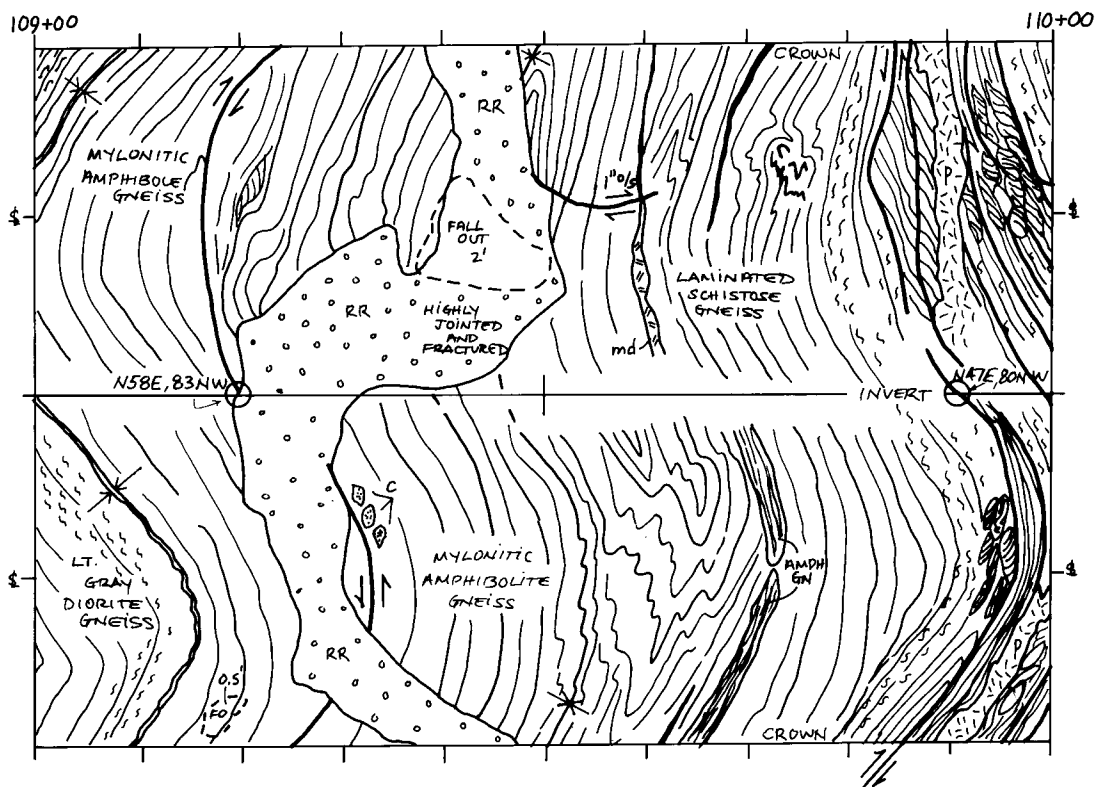 109+00
110+00
CROWN
RR
MYLONITIC
AMPHIBOLE
GNEISS
1" O/S
P
FALL
OUT
2'
RR
HIGHLY
JOINTED
AND
FRACTURED
LAMINATED
SCHISTOSE
GNEISS
md
N58E, 83NW
INVERT
N47E, 80NW
C
LT.
GRAY
DIORITE
GNEISS
MYLONITIC
AMPHIBOLITE
GNEISS
AMPH
GN
RR
P
0.5'
FO
CROWN